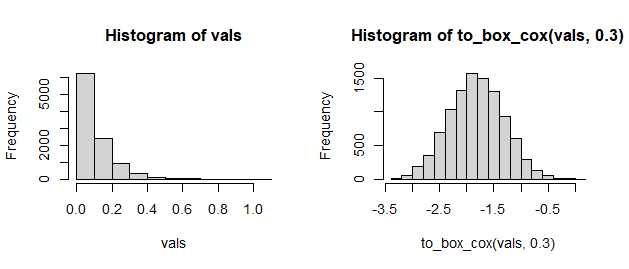 Histogram of vals
Frequency
0
2000
5000
0.0 0.2 0.4 0.6 0.8 1.0
vals
Histogram of to_box_cox(vals, 0.3)
Frequency
0
500
1500
-3.5 -2.5 -1.5 -0.5
to_box_cox(vals, 0.3)